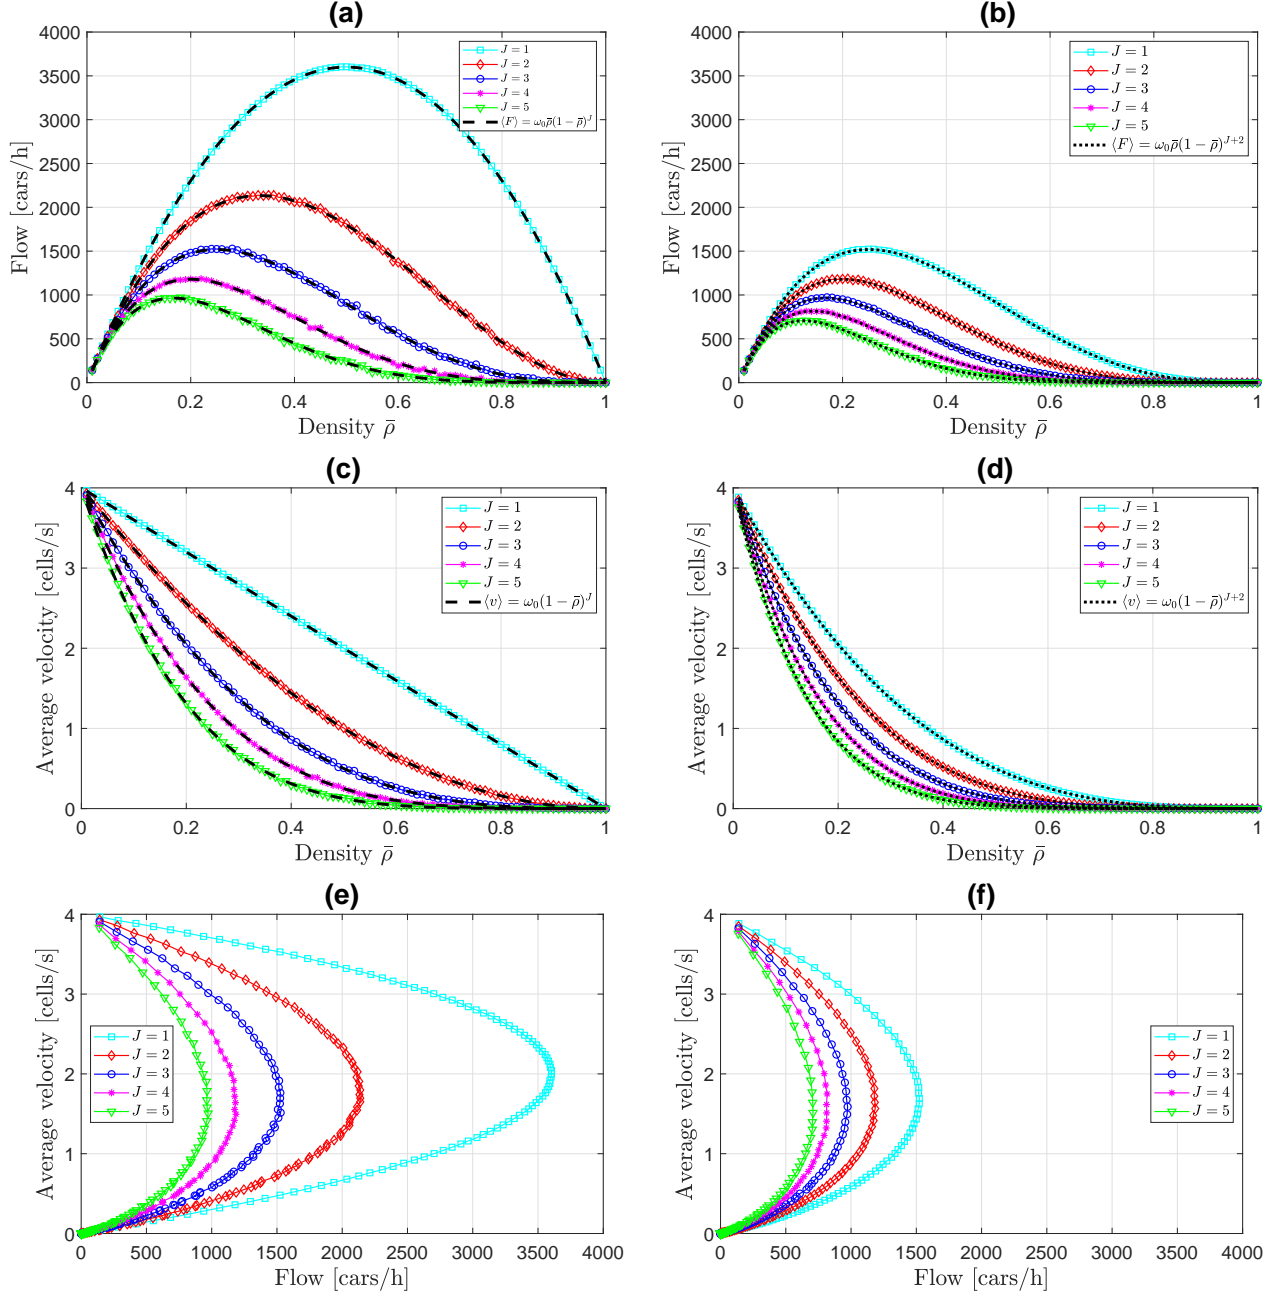 (a)
4000
3500
3000
2500
2000
1500
1000
500
0
0 0.2 0.4 0.6 0.8 1
Flow [cars/h]
Density ρ̄
J = 1
J = 2
J = 3
J = 4
J = 5
⟨F⟩ = ω₀ρ̄(1 − ρ̄)^J
(b)
4000
3500
3000
2500
2000
1500
1000
500
0
0 0.2 0.4 0.6 0.8 1
Flow [cars/h]
Density ρ̄
J = 1
J = 2
J = 3
J = 4
J = 5
⟨F⟩ = ω₀ρ̄(1 − ρ̄)^{J+2}
(c)
4
3
2
1
0
0 0.2 0.4 0.6 0.8 1
Average velocity [cells/s]
Density ρ̄
J = 1
J = 2
J = 3
J = 4
J = 5
⟨v⟩ = ω₀(1 − ρ̄)^J
(d)
4
3
2
1
0
0 0.2 0.4 0.6 0.8 1
Average velocity [cells/s]
Density ρ̄
J = 1
J = 2
J = 3
J = 4
J = 5
⟨v⟩ = ω₀(1 − ρ̄)^{J+2}
(e)
4
3
2
1
0
0 500 1000 1500 2000 2500 3000 3500 4000
Average velocity [cells/s]
Flow [cars/h]
J = 1
J = 2
J = 3
J = 4
J = 5
(f)
4
3
2
1
0
0 500 1000 1500 2000 2500 3000 3500 4000
Average velocity [cells/s]
Flow [cars/h]
J = 1
J = 2
J = 3
J = 4
J = 5